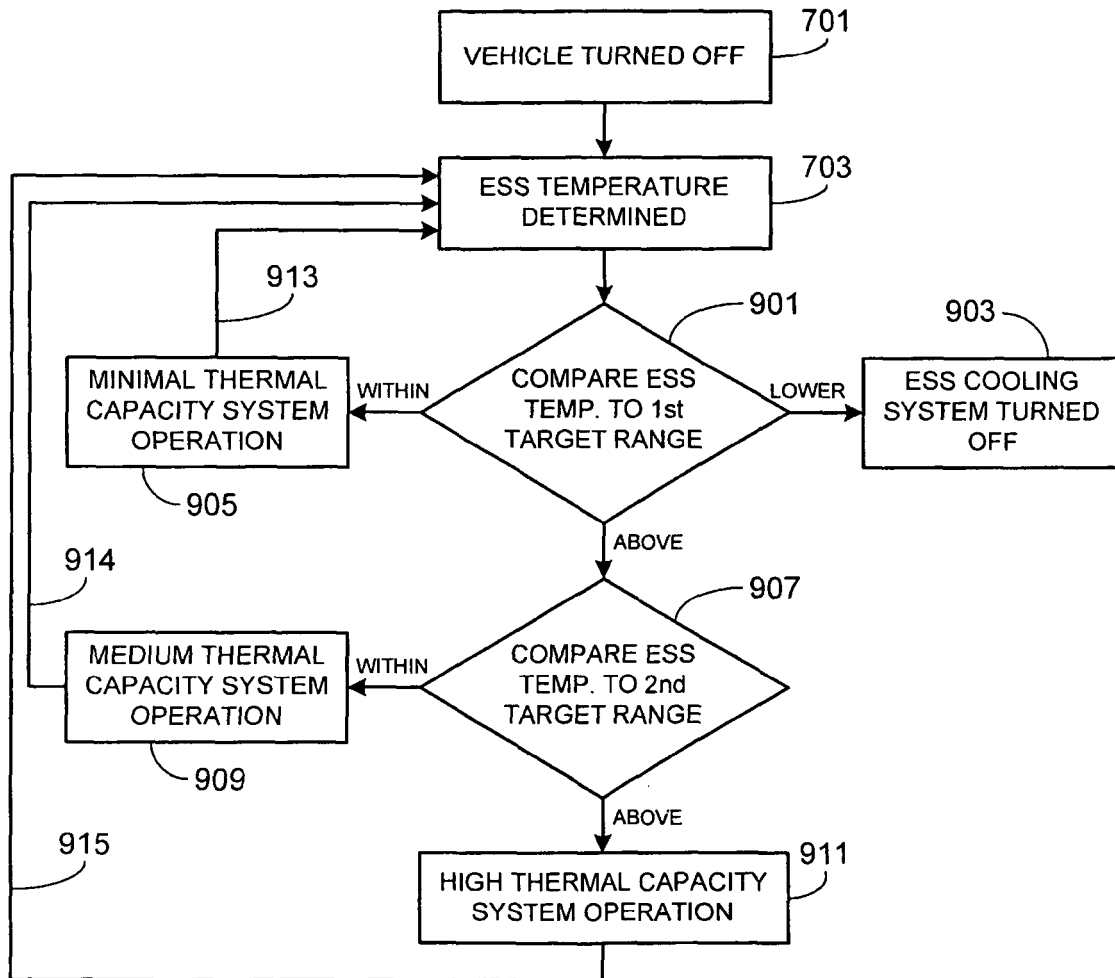 701
VEHICLE TURNED OFF
703
ESS TEMPERATURE
DETERMINED
913
901
903
MINIMAL THERMAL
CAPACITY SYSTEM
OPERATION
WITHIN
COMPARE ESS
TEMP. TO 1st
TARGET RANGE
LOWER
ESS COOLING
SYSTEM TURNED
OFF
905
ABOVE
914
907
MEDIUM THERMAL
CAPACITY SYSTEM
OPERATION
WITHIN
COMPARE ESS
TEMP. TO 2nd
TARGET RANGE
909
ABOVE
915
911
HIGH THERMAL CAPACITY
SYSTEM OPERATION